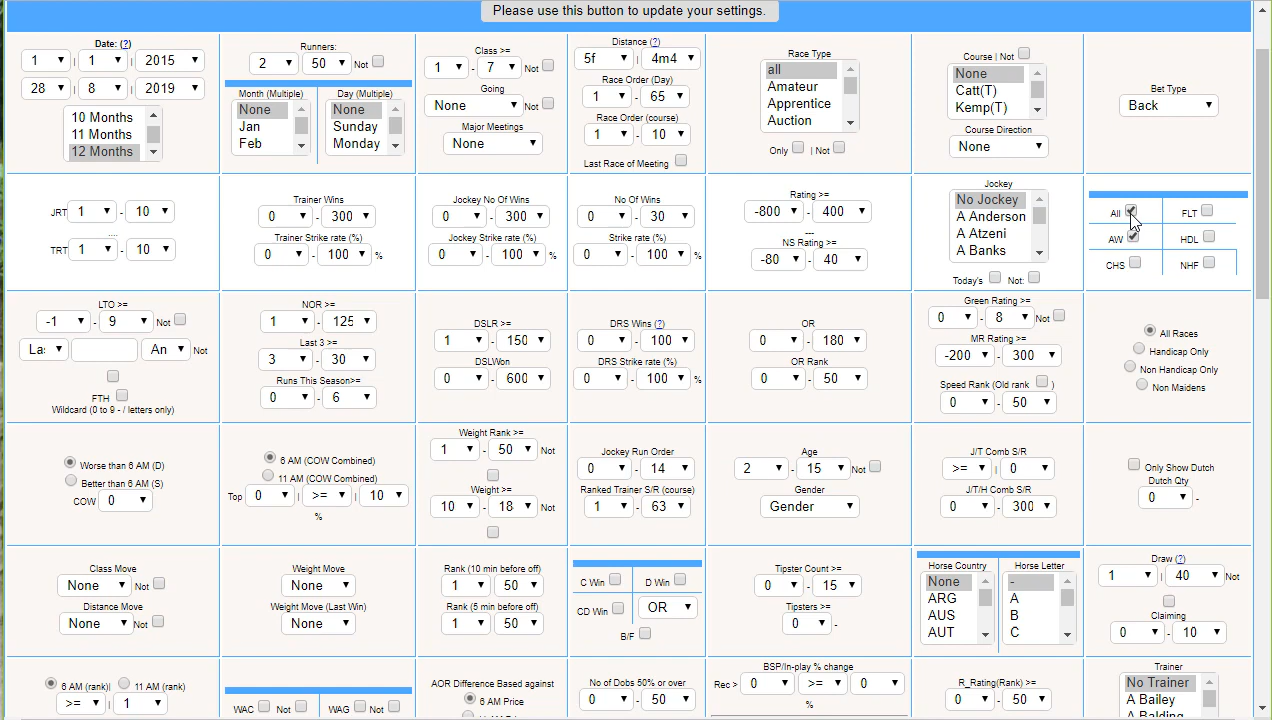 Please use this button to update your settings.
Date: (?)
1 | 1 | 2015
28 | 8 | 2019
10 Months
11 Months
12 Months
Runners:
2 50 Not
Month (Multiple)
None
Jan
Feb
Day (Multiple)
None
Sunday
Monday
Class >=
1 - 7 Not
Going
None Not
Major Meetings
None
Distance (?)
5f | 4m4
Race Order (Day)
1 - 65
Race Order (course)
1 - 10
Last Race of Meeting
Race Type
all
Amateur
Apprentice
Auction
Only | Not
Course | Not
None
Catt(T)
Kemp(T)
Course Direction
None
Bet Type
Back
JRT 1 - 10
....
TRT 1 - 10
Trainer Wins
0 - 300
Trainer Strike rate (%)
0 - 100 %
Jockey No Of Wins
0 - 300
Jockey Strike rate (%)
0 - 100 %
No Of Wins
0 - 30
Strike rate (%)
0 - 100 %
Rating >=
-800 - 400
---
NS Rating >=
-80 - 40
Jockey
No Jockey
A Anderson
A Atzeni
A Banks
Today's Not:
All FLT
AW HDL
CHS NHF
LTO >=
-1 - 9 Not
La: An Not
FTH
Wildcard (0 to 9 - / letters only)
NOR >=
1 - 125
Last 3 >=
3 - 30
Runs This Season>=
0 - 6
DSLR >=
1 - 150
DSLWon
0 - 600
DRS Wins (?)
0 - 100
DRS Strike rate (%)
0 - 100 %
OR
0 - 180
OR Rank
0 - 50
Green Rating >=
0 - 8 Not
MR Rating >=
-200 - 300
Speed Rank (Old rank )
0 - 50
All Races
Handicap Only
Non Handicap Only
Non Maidens
Worse than 6 AM (D)
Better than 6 AM (S)
COW 0
6 AM (COW Combined)
11 AM (COW Combined)
Top 0 | >= | 10
%
Weight Rank >=
1 - 50 Not
Weight >=
10 - 18 Not
Jockey Run Order
0 - 14
Ranked Trainer S/R (course)
1 - 63
Age
2 - 15 Not
Gender
Gender
J/T Comb S/R
>= | 0
J/T/H Comb S/R
0 - 300
Only Show Dutch
Dutch Qty
0 -
Class Move
None Not
Distance Move
None
Weight Move
None
Weight Move (Last Win)
None
Rank (10 min before off)
1 50
Rank (5 min before off)
1 50
C Win D Win
CD Win OR
B/F
Tipster Count >=
0 - 15
Tipsters >=
0 -
Horse Country
None
ARG
AUS
AUT
Horse Letter
-
A
B
C
Draw (?)
1 | 40 Not
Claiming
0 - 10
6 AM (rank) 11 AM (rank)
>= | 1
WAC Not WAG Not
AOR Difference Based against
6 AM Price
No of Dobs 50% or over
0 - 50
BSP/In-play % change
Rec > 0 >= 0
%
R_Rating(Rank) >=
0 - 50
Trainer
No Trainer
A Bailey
A Balding